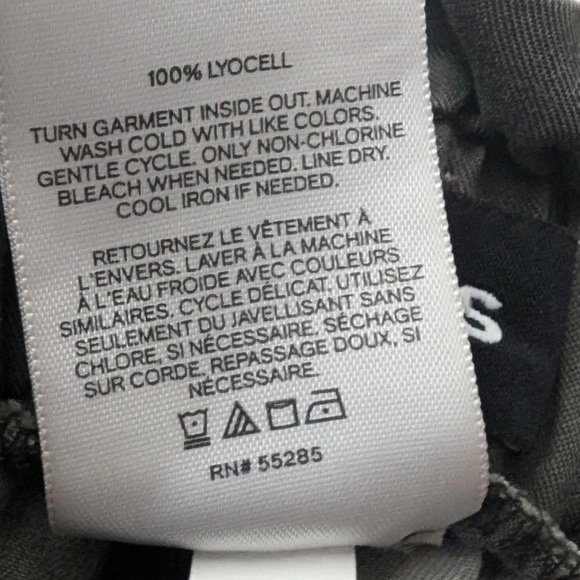 100% LYOCELL
TURN GARMENT INSIDE OUT. MACHINE
WASH COLD WITH LIKE COLORS.
GENTLE CYCLE. ONLY NON-CHLORINE
BLEACH WHEN NEEDED. LINE DRY.
COOL IRON IF NEEDED.
RETOURNEZ LE VÊTEMENT À
L'ENVERS. LAVER À LA MACHINE
À L'EAU FROIDE AVEC COULEURS
SIMILAIRES, CYCLE DÉLICAT. UTILISEZ
SEULEMENT DU JAVELLISANT SANS
CHLORE, SI NÉCESSAIRE. SÉCHAGE
SUR CORDE. REPASSAGE DOUX, SI
NÉCESSAIRE.
RN# 55285
S